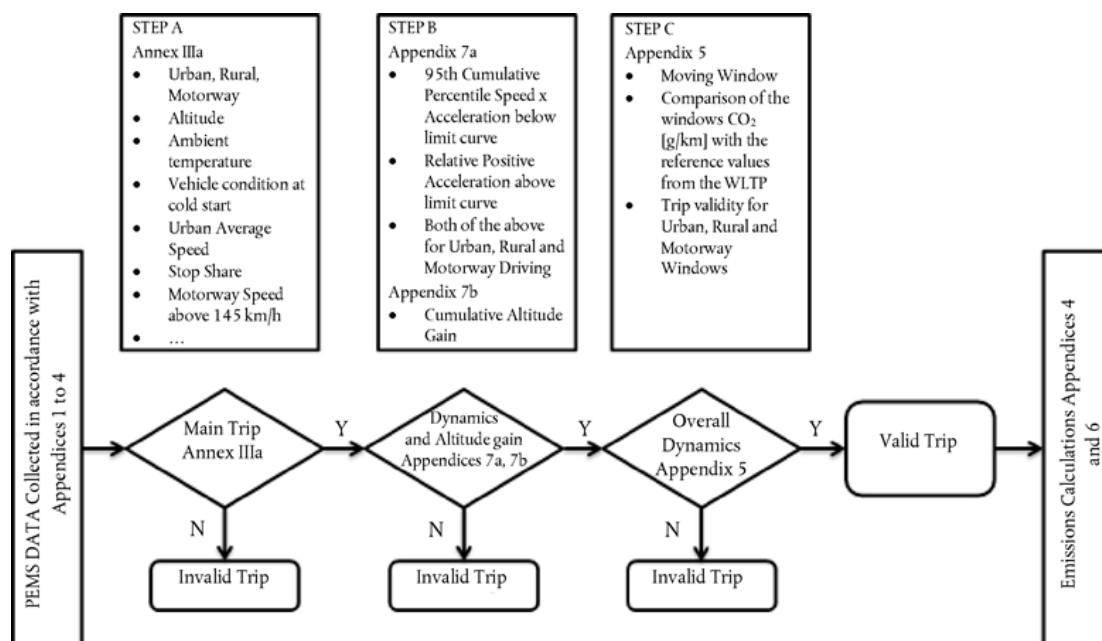 STEP A
Annex IIIa
• Urban, Rural,
Motorway
• Altitude
• Ambient
temperature
• Vehicle condition at
cold start
• Urban Average
Speed
• Stop Share
• Motorway Speed
above 145 km/h
• ...
STEP B
Appendix 7a
• 95th Cumulative
Percentile Speed x
Acceleration below
limit curve
• Relative Positive
Acceleration above
limit curve
• Both of the above
for Urban, Rural and
Motorway Driving
Appendix 7b
• Cumulative Altitude
Gain
STEP C
Appendix 5
• Moving Window
• Comparison of the
windows CO₂
[g/km] with the
reference values
from the WLTP
• Trip validity for
Urban, Rural and
Motorway
Windows
PEMS DATA Collected in accordance with
Appendices 1 to 4
Main Trip
Annex IIIa
Y
N
Invalid Trip
Dynamics
and Altitude gain
Appendices 7a, 7b
Y
N
Invalid Trip
Overall
Dynamics
Appendix 5
Y
N
Invalid Trip
Valid Trip
Emissions Calculations Appendices 4
and 6